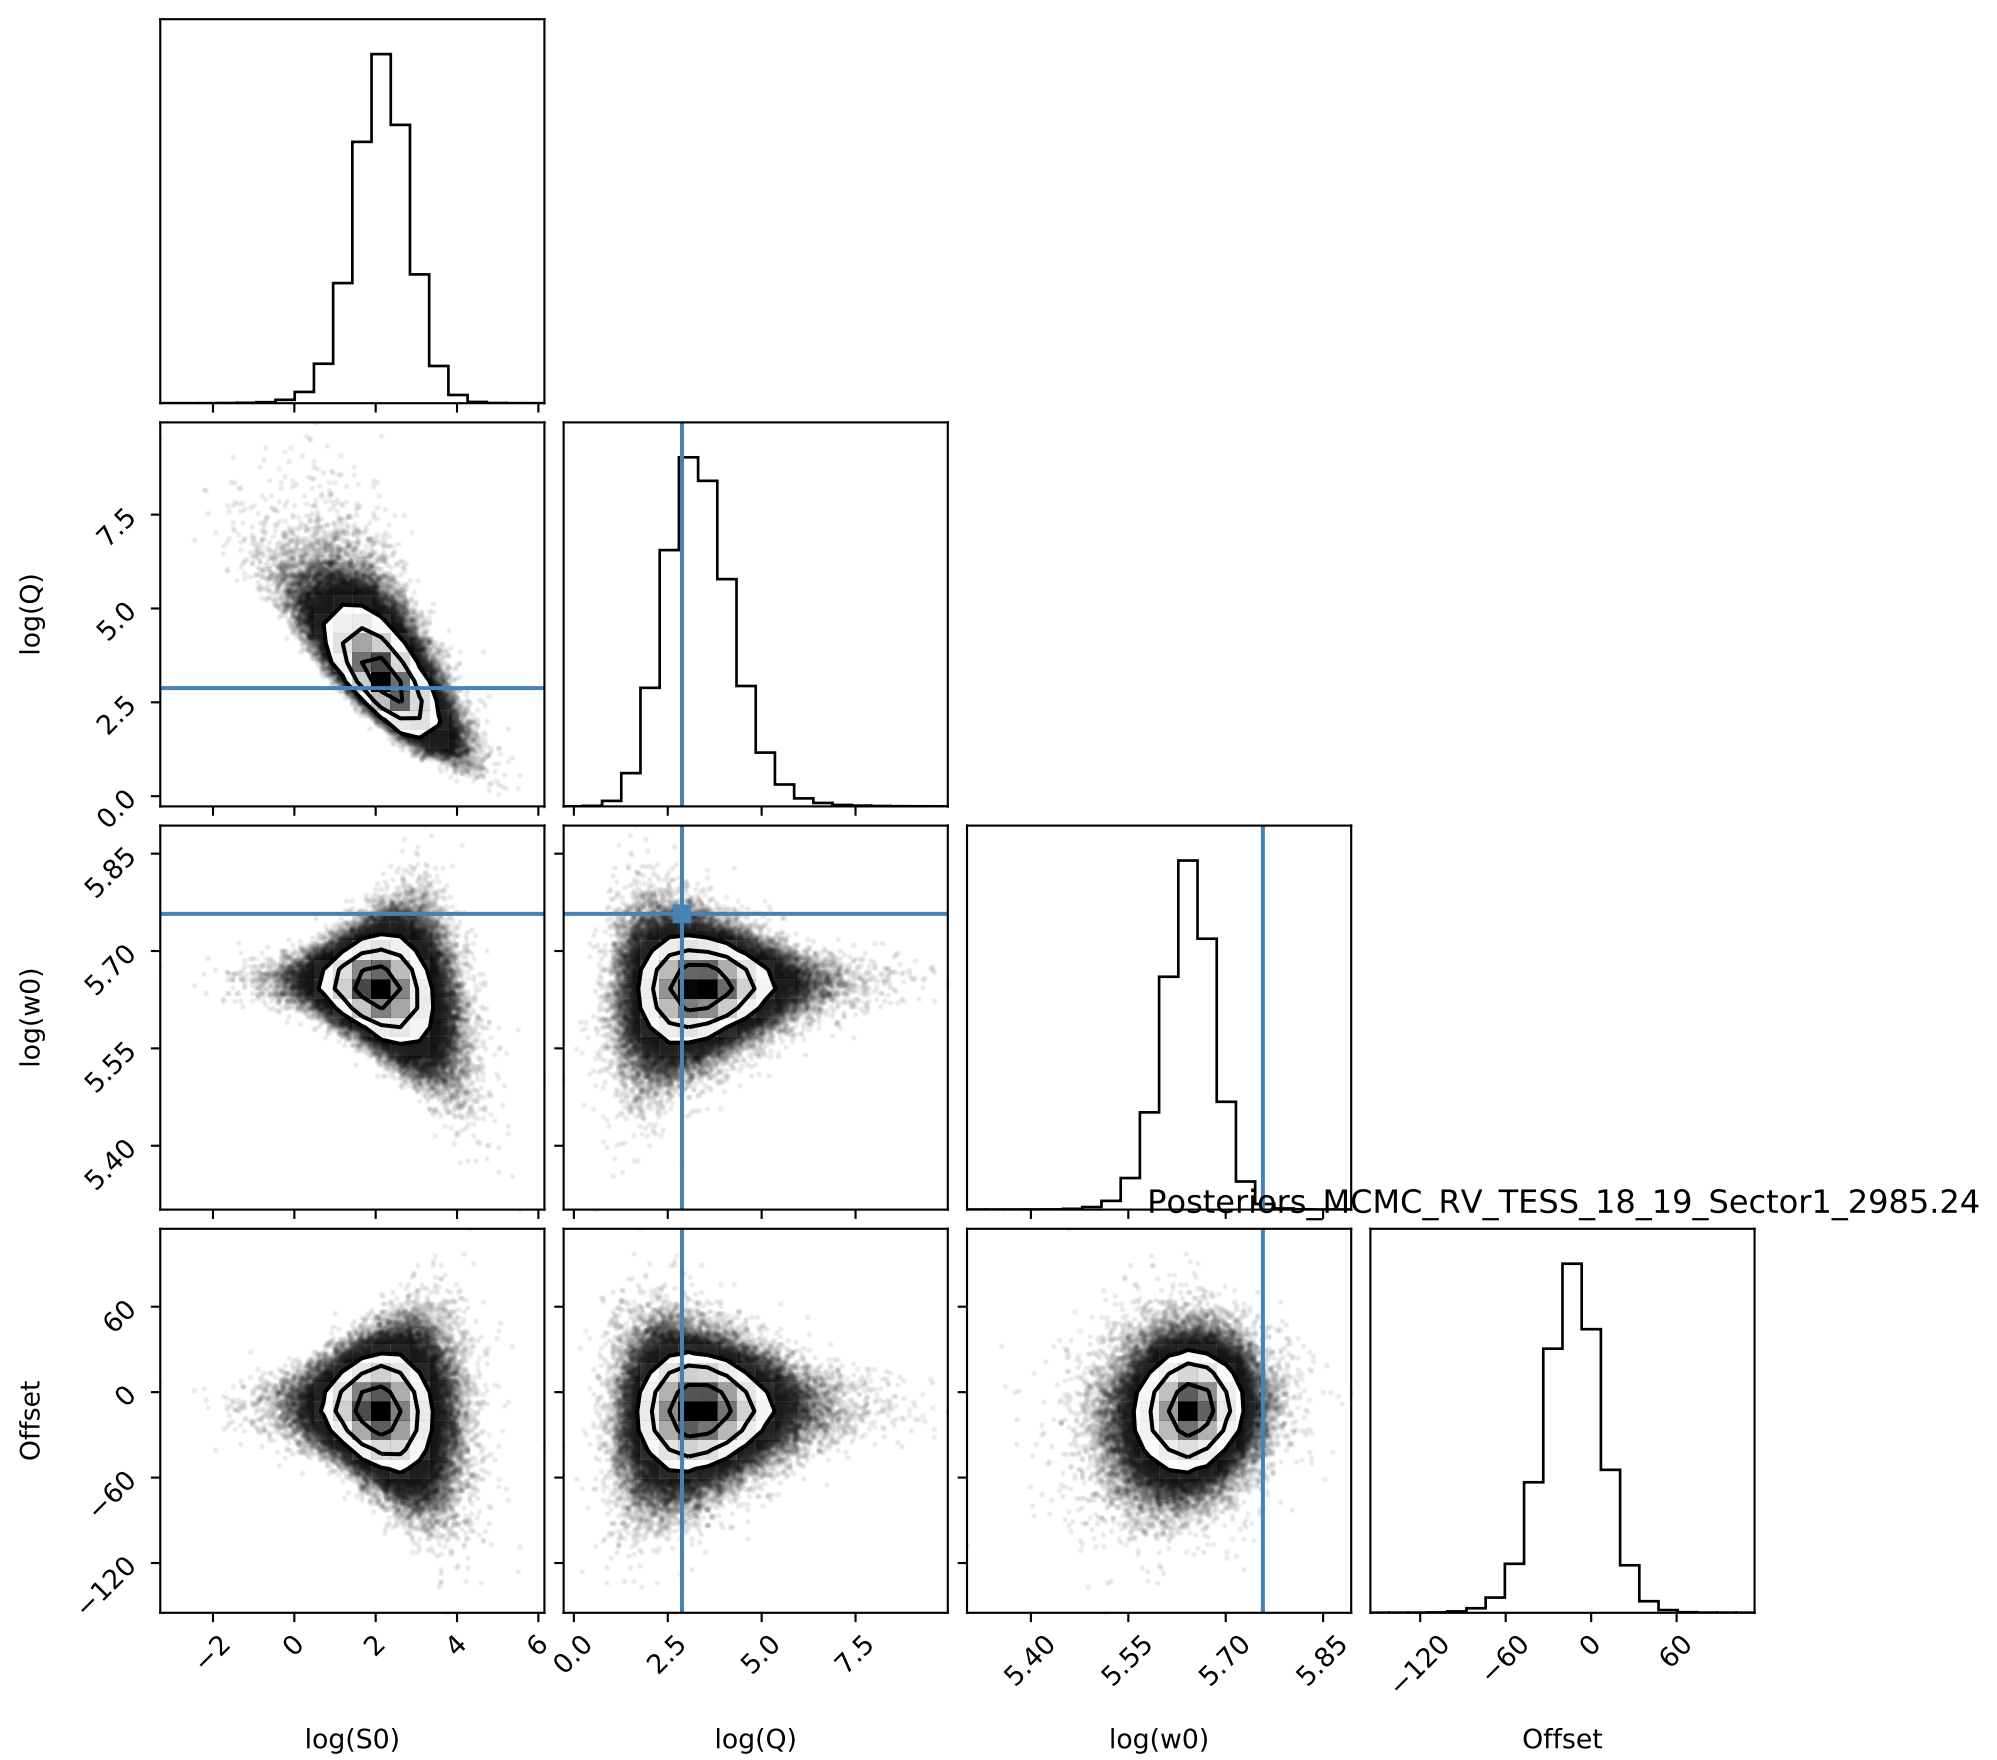 log(Q)
7.5
5.0
2.5
0.0
log(w0)
5.85
5.70
5.55
5.40
Posteriors_MCMC_RV_TESS_18_19_Sector1_2985.24
Offset
60
0
−60
−120
−2 0 2 4 6 0.0 2.5 5.0 7.5 5.40 5.55 5.70 5.85 −120 −60 0 60
log(S0) log(Q) log(w0) Offset